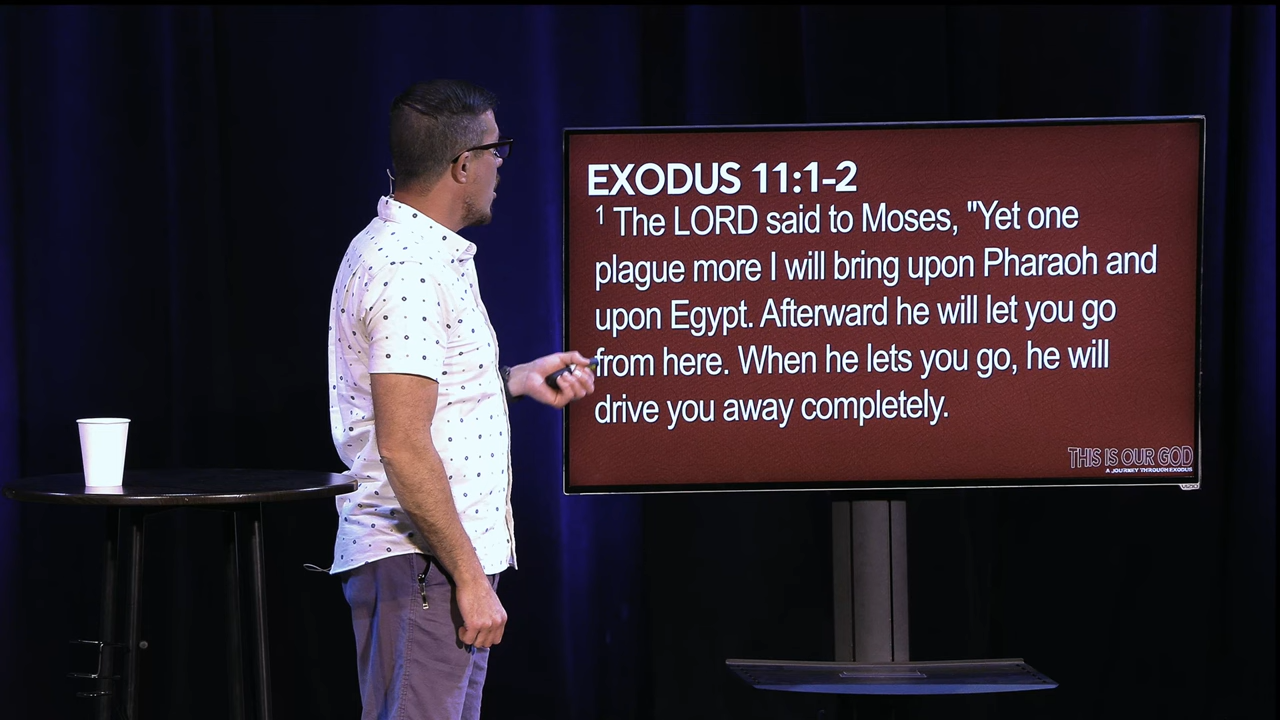 EXODUS 11:1-2
1 The LORD said to Moses, "Yet one
plague more I will bring upon Pharaoh and
upon Egypt. Afterward he will let you go
from here. When he lets you go, he will
drive you away completely.
THIS IS OUR GOD
A JOURNEY THROUGH EXODUS
VIZIO